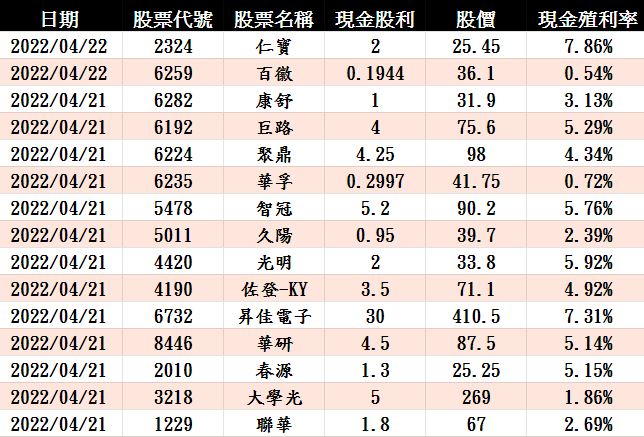 日期 股票代號 股票名稱 現金股利 股價 現金殖利率
2022/04/22 2324 仁寶 2 25.45 7.86%
2022/04/22 6259 百徽 0.1944 36.1 0.54%
2022/04/21 6282 康舒 1 31.9 3.13%
2022/04/21 6192 巨路 4 75.6 5.29%
2022/04/21 6224 聚鼎 4.25 98 4.34%
2022/04/21 6235 華孚 0.2997 41.75 0.72%
2022/04/21 5478 智冠 5.2 90.2 5.76%
2022/04/21 5011 久陽 0.95 39.7 2.39%
2022/04/21 4420 光明 2 33.8 5.92%
2022/04/21 4190 佐登-KY 3.5 71.1 4.92%
2022/04/21 6732 昇佳電子 30 410.5 7.31%
2022/04/21 8446 華研 4.5 87.5 5.14%
2022/04/21 2010 春源 1.3 25.25 5.15%
2022/04/21 3218 大學光 5 269 1.86%
2022/04/21 1229 聯華 1.8 67 2.69%